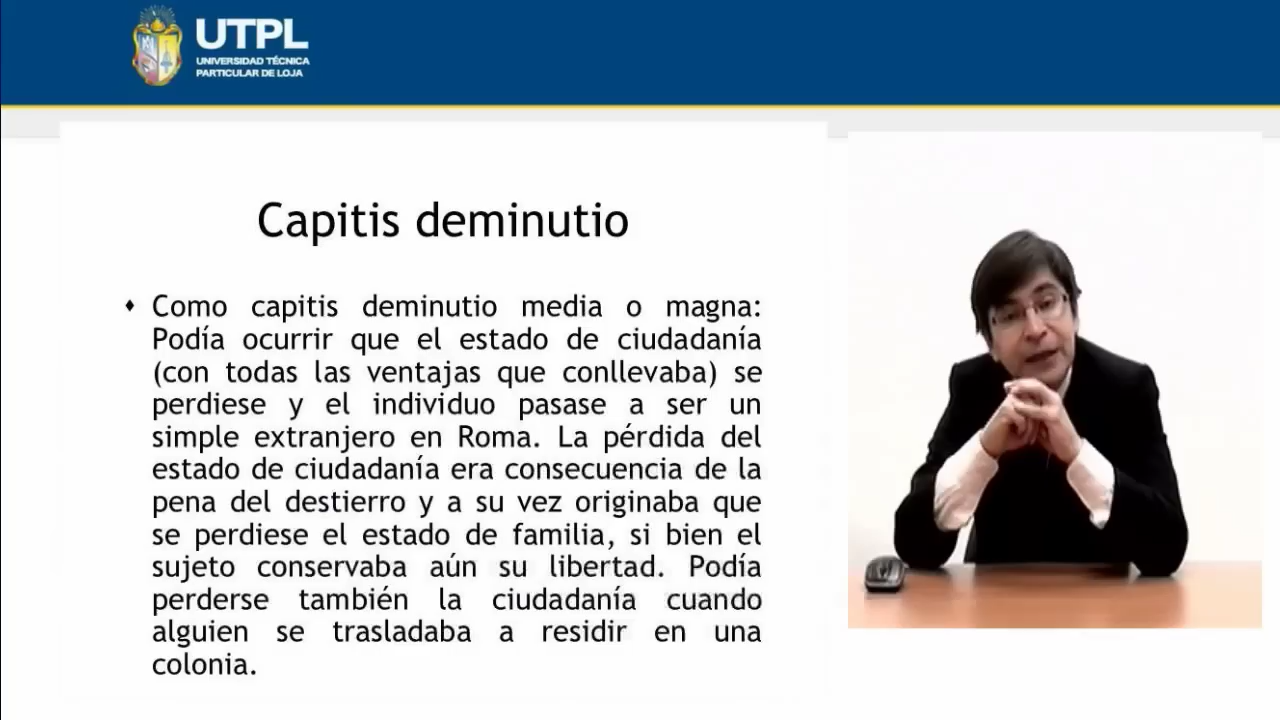 UTPL
UNIVERSIDAD TÉCNICA
PARTICULAR DE LOJA
Capitis deminutio
Como capitis deminutio media o magna:
Podía ocurrir que el estado de ciudadanía
(con todas las ventajas que conllevaba) se
perdiese y el individuo pasase a ser un
simple extranjero en Roma. La pérdida del
estado de ciudadanía era consecuencia de la
pena del destierro y a su vez originaba que
se perdiese el estado de familia, si bien el
sujeto conservaba aún su libertad. Podía
perderse también la ciudadanía cuando
alguien se trasladaba a residir en una
colonia.